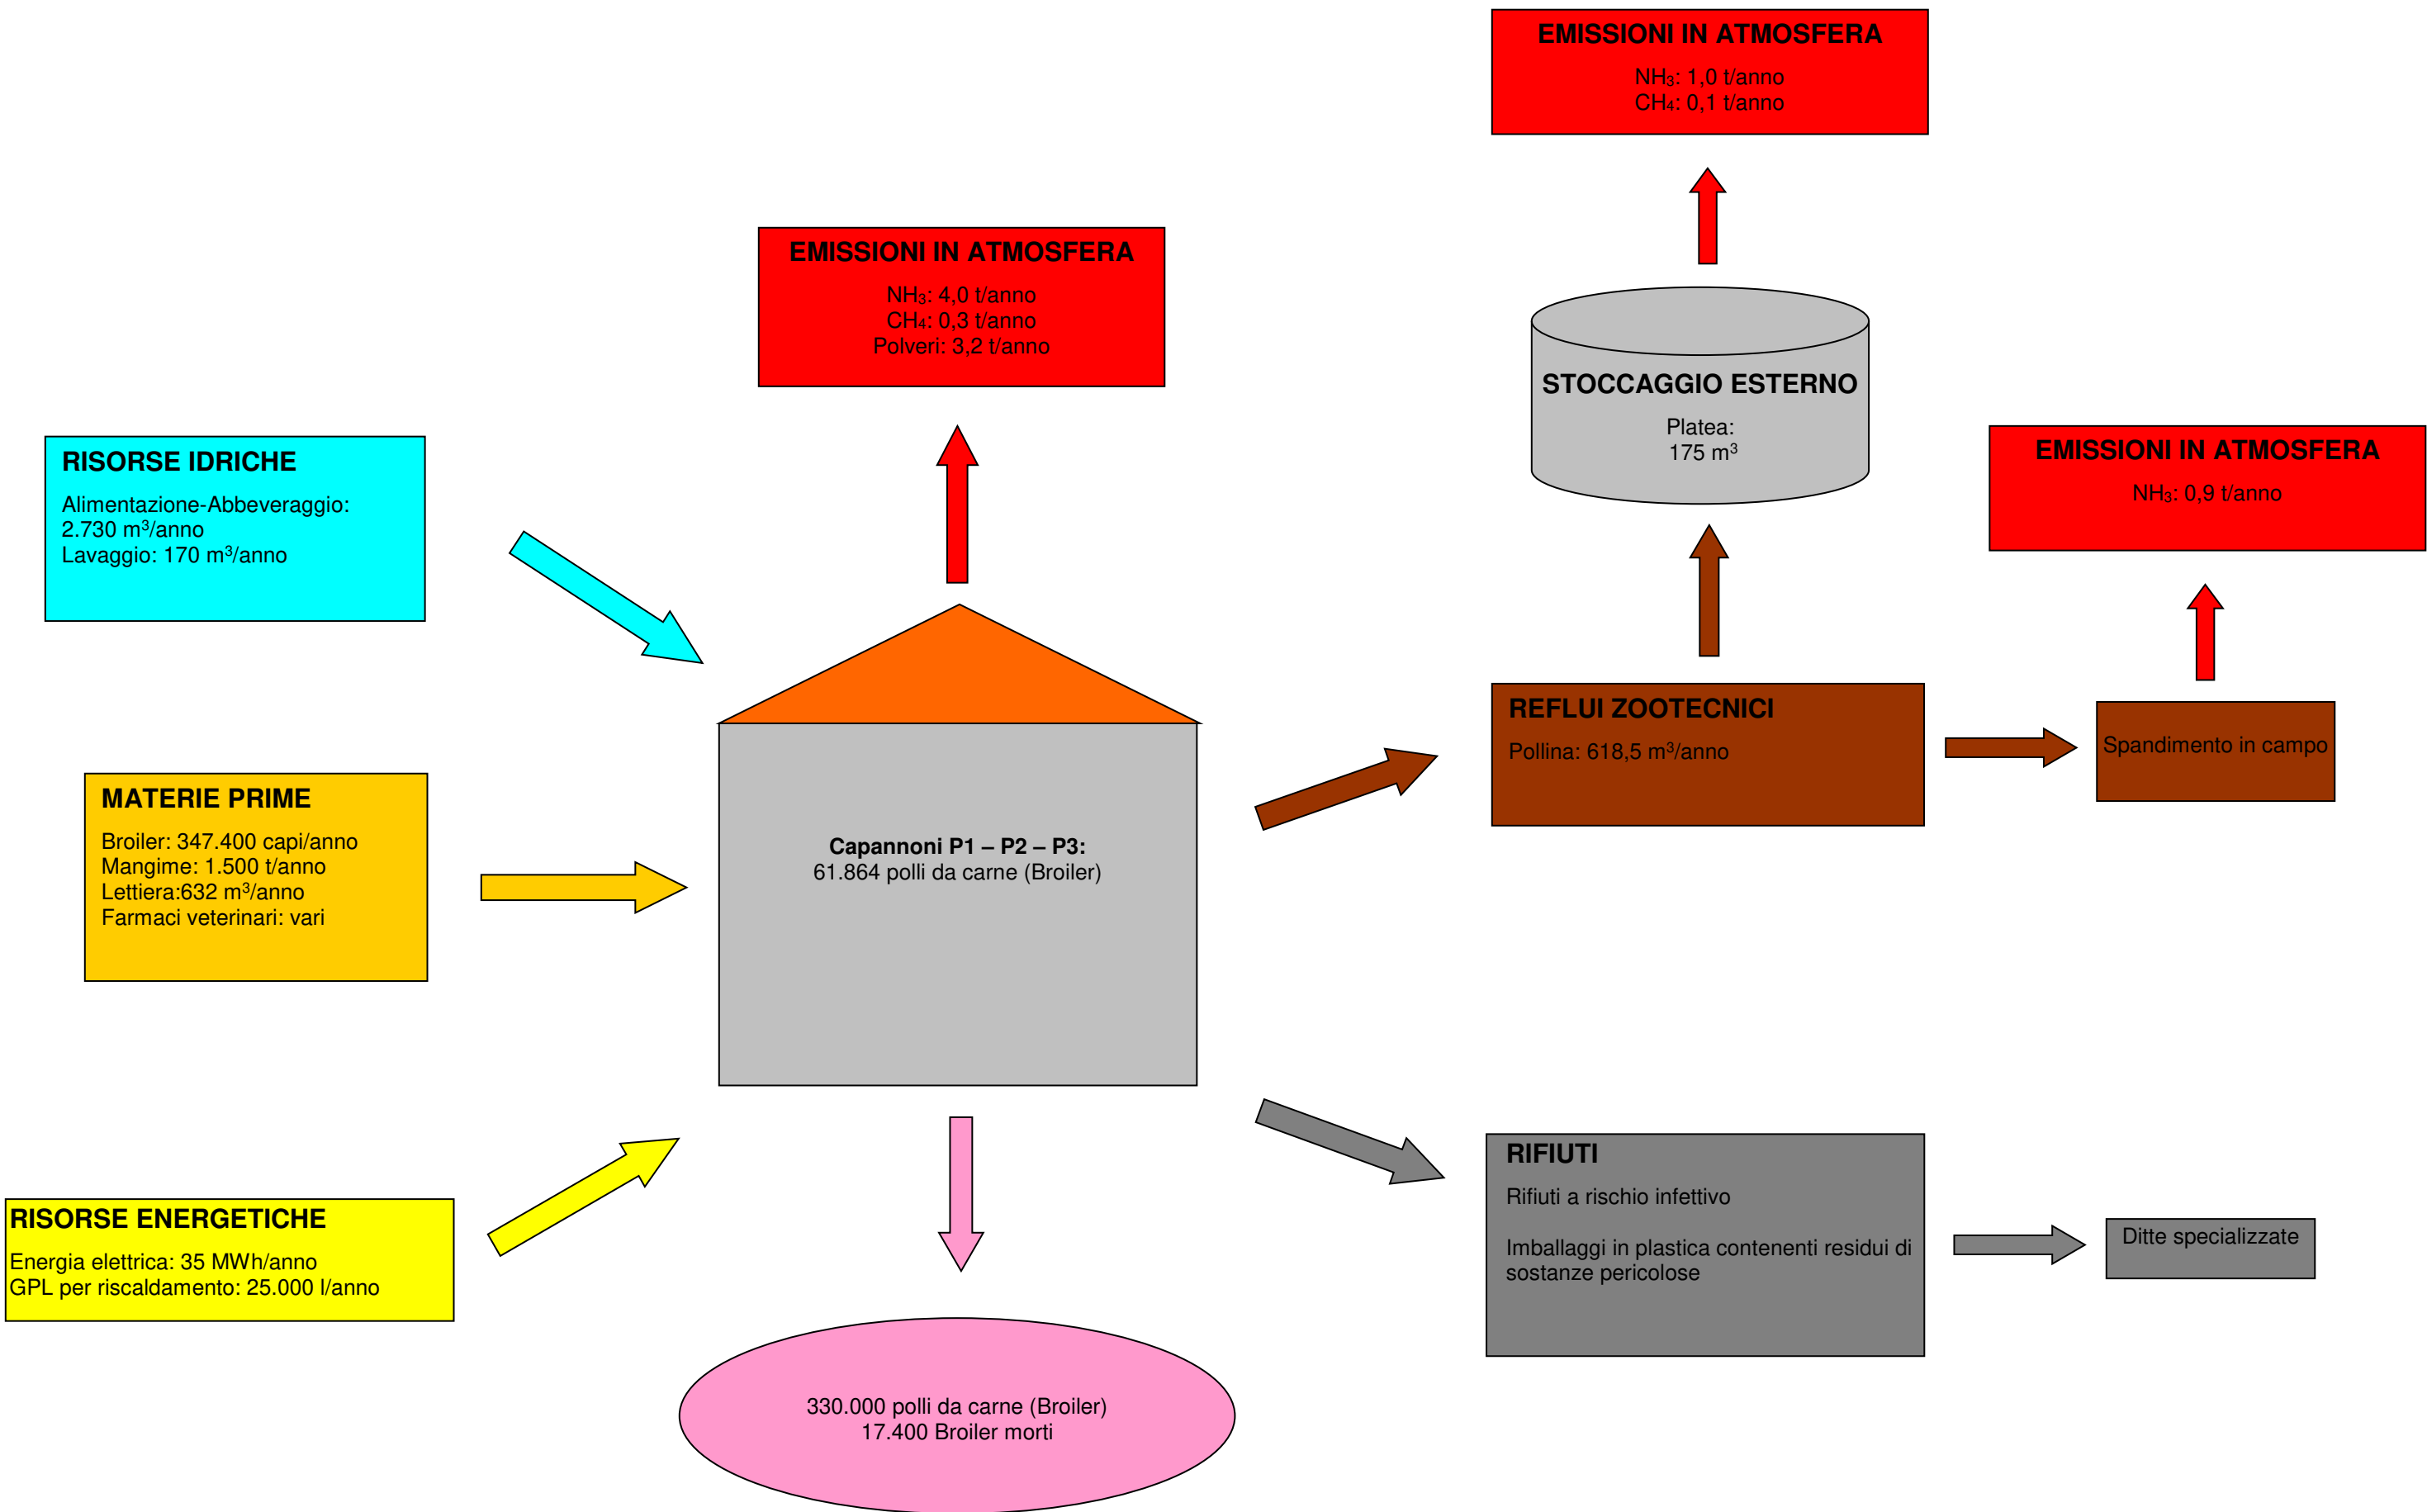 EMISSIONI IN ATMOSFERA
NH₃: 1,0 t/anno
CH₄: 0,1 t/anno
EMISSIONI IN ATMOSFERA
NH₃: 4,0 t/anno
CH₄: 0,3 t/anno
Polveri: 3,2 t/anno
STOCCAGGIO ESTERNO
Platea:
175 m³
EMISSIONI IN ATMOSFERA
NH₃: 0,9 t/anno
RISORSE IDRICHE
Alimentazione-Abbeveraggio:
2.730 m³/anno
Lavaggio: 170 m³/anno
REFLUI ZOOTECNICI
Pollina: 618,5 m³/anno
Spandimento in campo
MATERIE PRIME
Broiler: 347.400 capi/anno
Mangime: 1.500 t/anno
Lettiera:632 m³/anno
Farmaci veterinari: vari
Capannoni P1 – P2 – P3:
61.864 polli da carne (Broiler)
RIFIUTI
Rifiuti a rischio infettivo
Imballaggi in plastica contenenti residui di
sostanze pericolose
Ditte specializzate
RISORSE ENERGETICHE
Energia elettrica: 35 MWh/anno
GPL per riscaldamento: 25.000 l/anno
330.000 polli da carne (Broiler)
17.400 Broiler morti